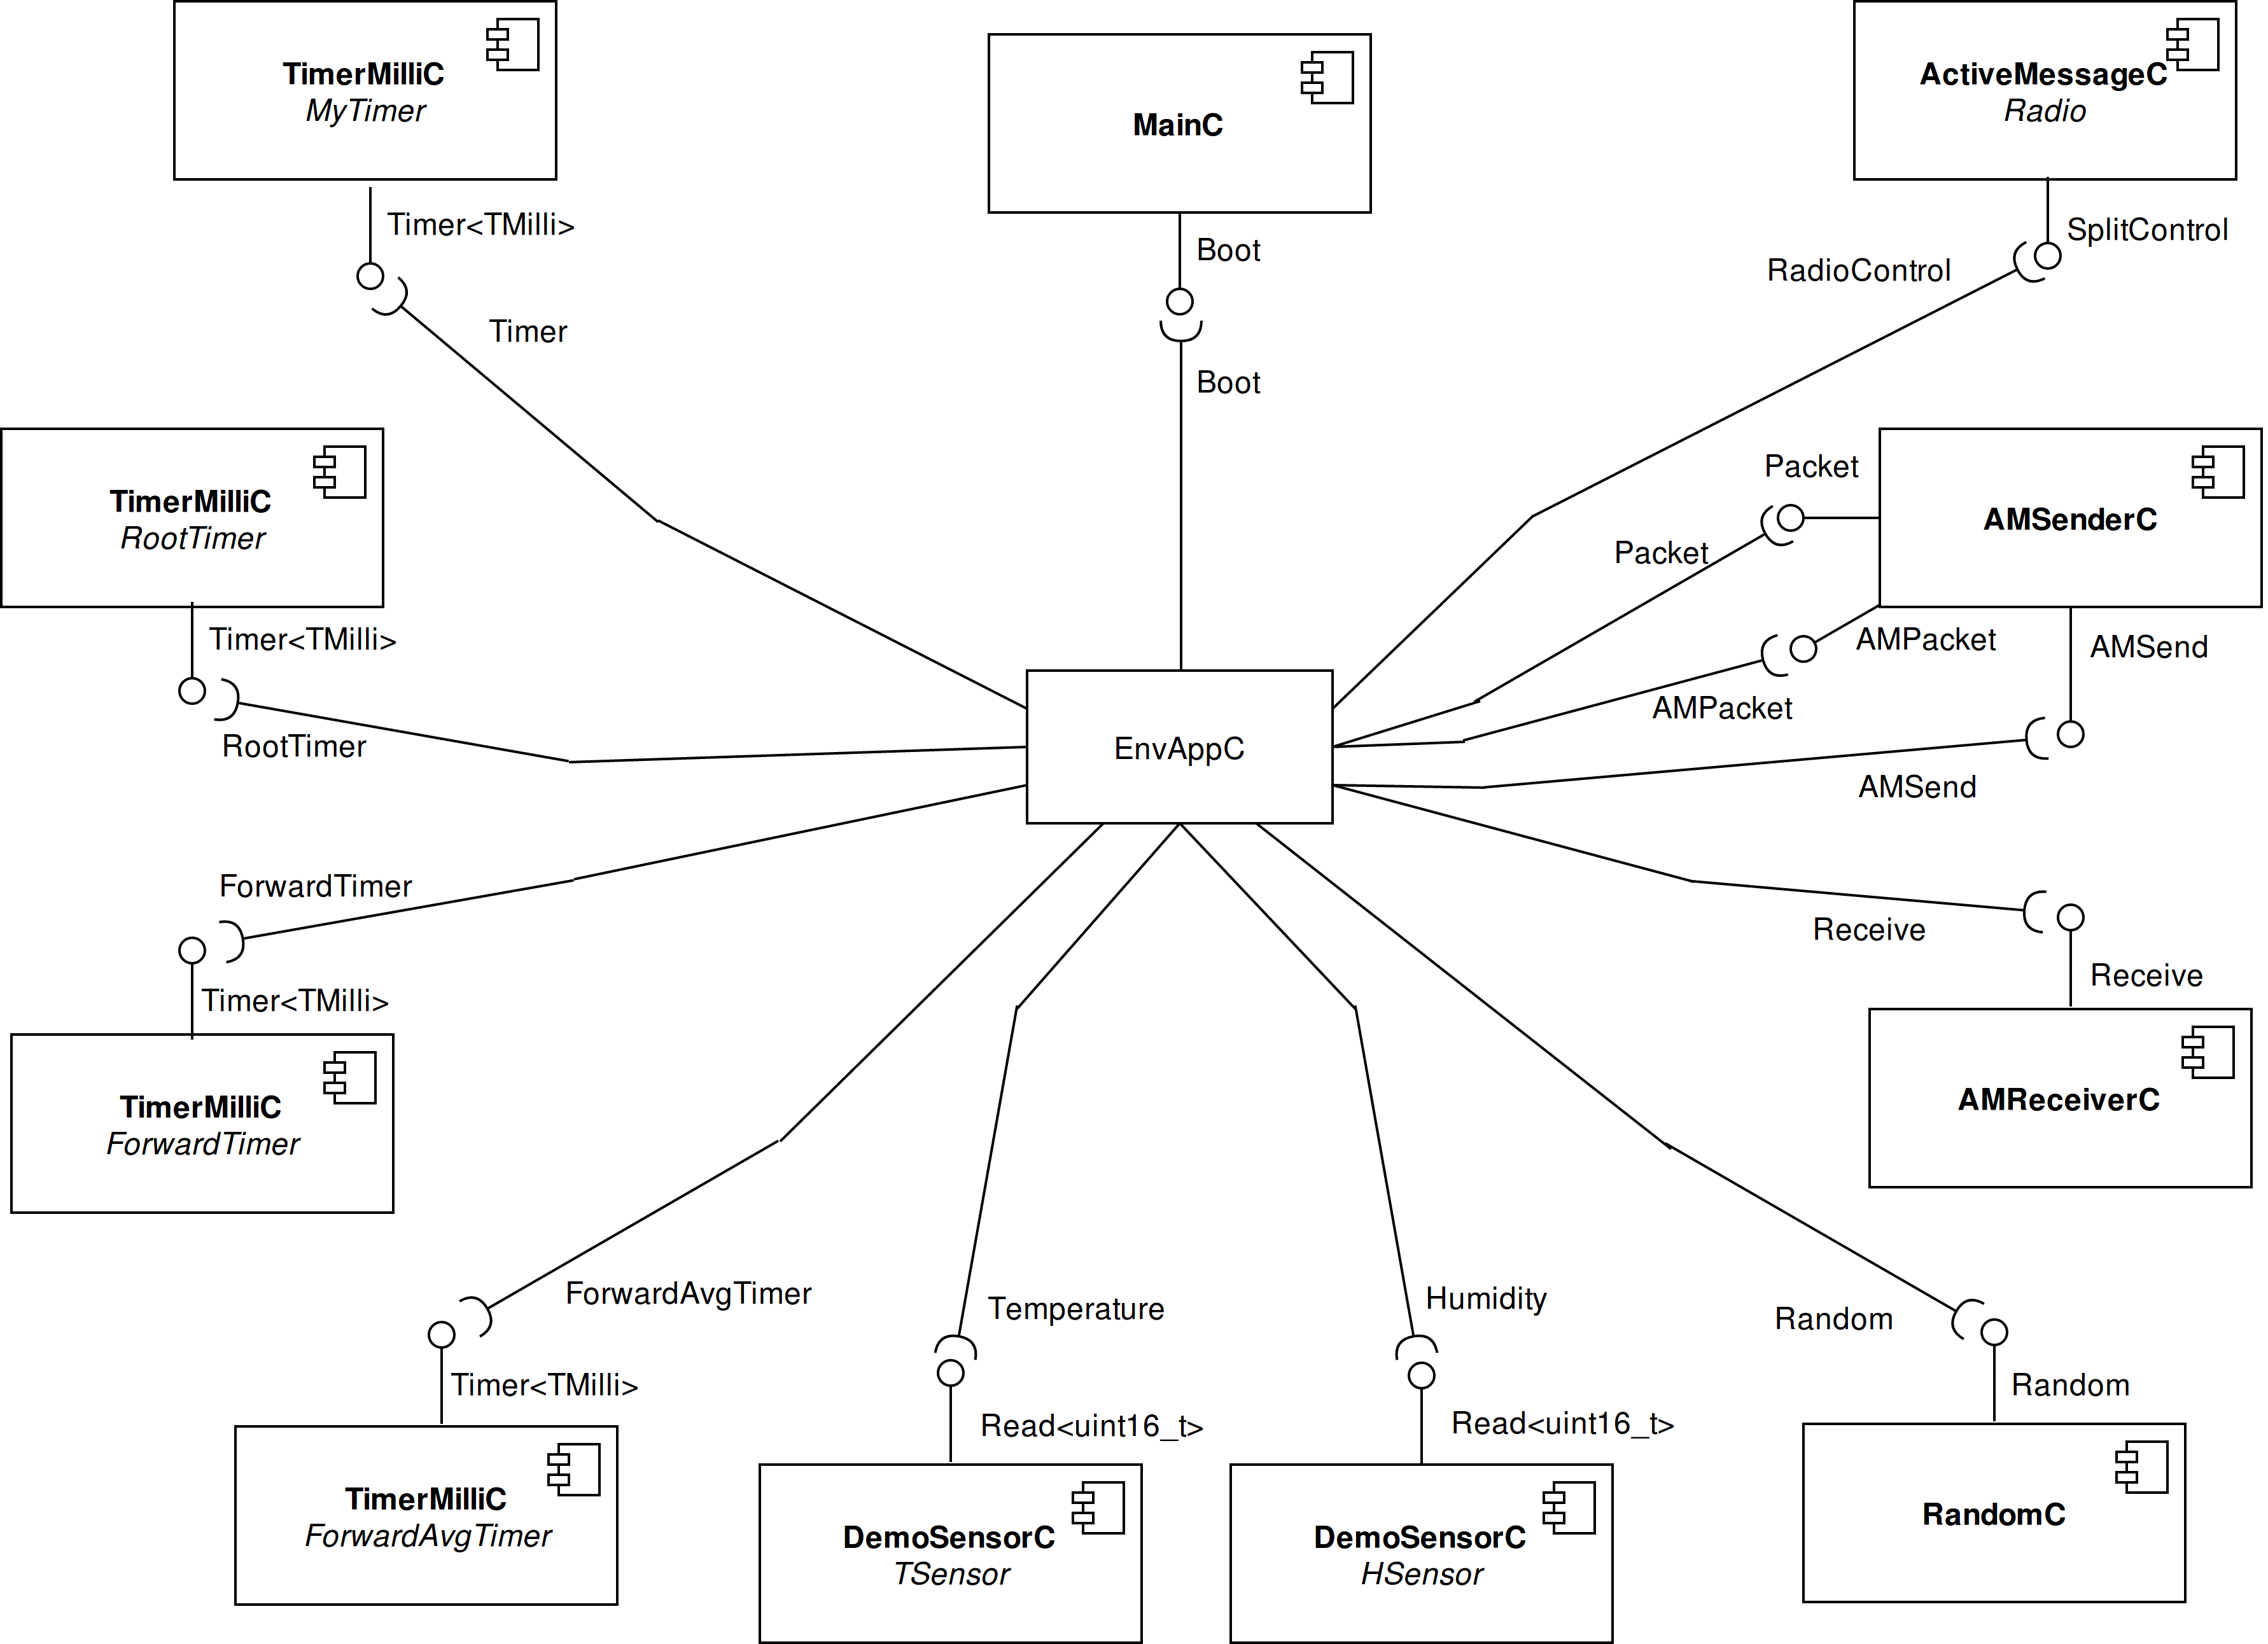 TimerMilliC
MyTimer
Timer<TMilli>
Timer
MainC
Boot
Boot
ActiveMessageC
Radio
SplitControl
RadioControl
TimerMilliC
RootTimer
Timer<TMilli>
RootTimer
Packet
Packet
AMSenderC
AMPacket
AMPacket
AMSend
AMSend
EnvAppC
ForwardTimer
Timer<TMilli>
TimerMilliC
ForwardTimer
Receive
Receive
AMReceiverC
ForwardAvgTimer
Timer<TMilli>
TimerMilliC
ForwardAvgTimer
Temperature
Read<uint16_t>
DemoSensorC
TSensor
Humidity
Read<uint16_t>
DemoSensorC
HSensor
Random
Random
RandomC